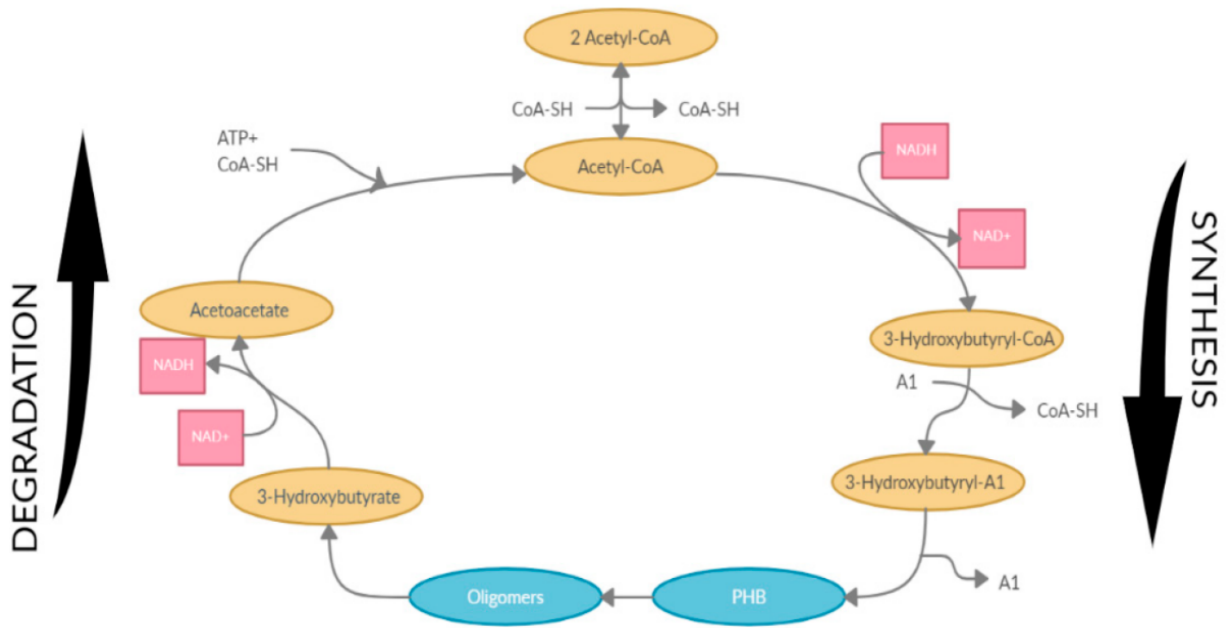 2 Acetyl-CoA
CoA-SH
CoA-SH
ATP+
CoA-SH
Acetyl-CoA
NADH
NAD+
SYNTHESIS
DEGRADATION
Acetoacetate
NADH
NAD+
3-Hydroxybutyryl-CoA
A1
CoA-SH
3-Hydroxybutyrate
3-Hydroxybutyryl-A1
A1
Oligomers
PHB